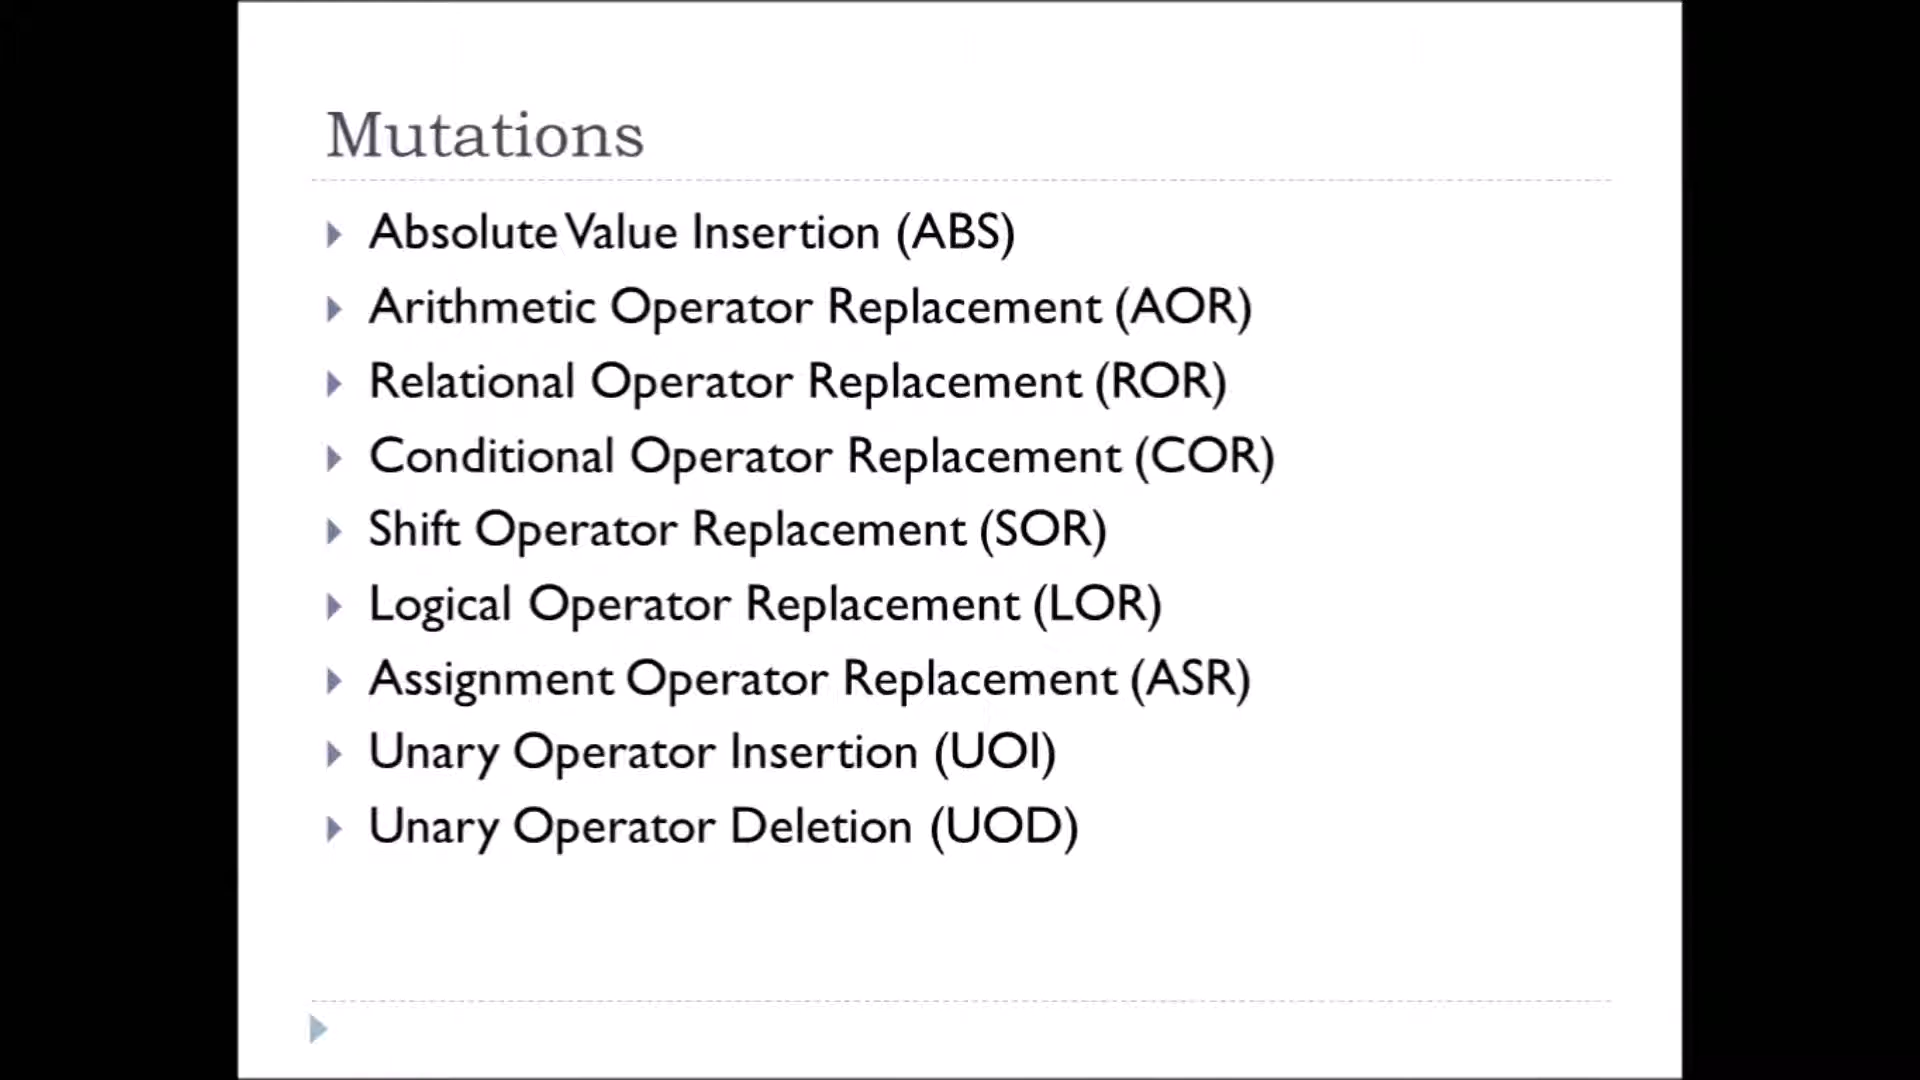 Mutations
Absolute Value Insertion (ABS)
Arithmetic Operator Replacement (AOR)
Relational Operator Replacement (ROR)
Conditional Operator Replacement (COR)
Shift Operator Replacement (SOR)
Logical Operator Replacement (LOR)
Assignment Operator Replacement (ASR)
Unary Operator Insertion (UOI)
Unary Operator Deletion (UOD)